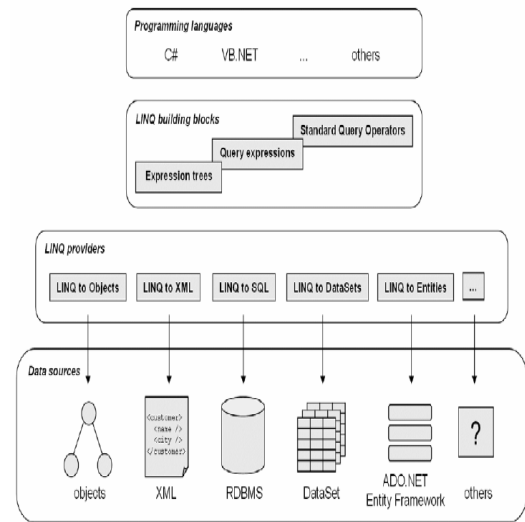 Programming languages
C# VB.NET ... others
LINQ building blocks
Standard Query Operators
Query expressions
Expression trees
LINQ providers
LINQ to Objects LINQ to XML LINQ to SQL LINQ to DataSets LINQ to Entities ...
Data sources
<customer>
<name />
<city />
</customer>
?
objects XML RDBMS DataSet ADO.NET Entity Framework others